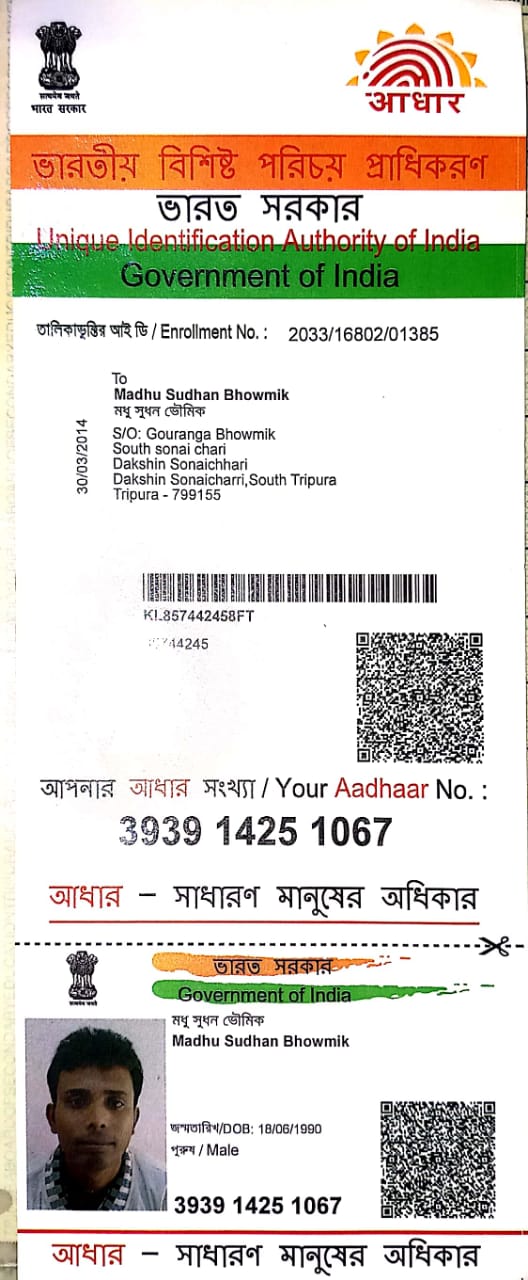 सत्यमेव जयते
भारत सरकार
आधार
ভারতীয় বিশিষ্ট পরিচয় প্রাধিকরণ
ভারত সরকার
Unique Identification Authority of India
Government of India
তালিকাভুক্তির আই ডি / Enrollment No. : 2033/16802/01385
To
Madhu Sudhan Bhowmik
মধু সুধন ভৌমিক
S/O: Gouranga Bhowmik
South sonai chari
Dakshin Sonaichhari
Dakshin Sonaicharri,South Tripura
Tripura - 799155
30/03/2014
KL857442458FT
44245
আপনার আধার সংখ্যা / Your Aadhaar No. :
3939 1425 1067
আধার – সাধারণ মানুষের অধিকার
ভারত সরকার
Government of India
মধু সুধন ভৌমিক
Madhu Sudhan Bhowmik
জন্মতারিখ/DOB: 18/06/1990
পুরুষ / Male
3939 1425 1067
আধার – সাধারণ মানুষের অধিকার